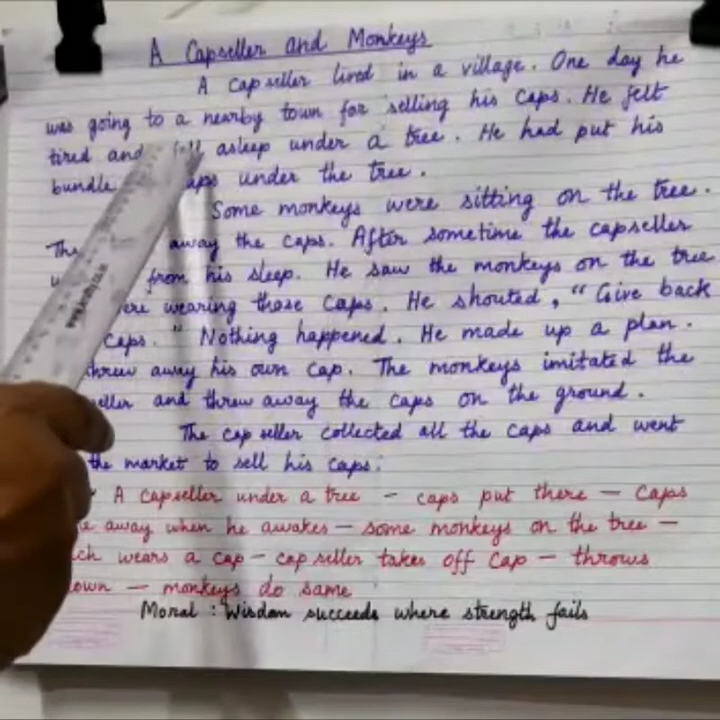 A Capseller and Monkeys
A capseller lived in a village. One day he
was going to a nearby town for selling his caps. He felt
tired and fell asleep under a tree. He had put his
bundle caps under the tree.
Some monkeys were sitting on the tree.
away the caps. After sometime the capseller
from his sleep. He saw the monkeys on the tree
wearing those caps. He shouted, "Give back
caps." Nothing happened. He made up a plan.
threw away his own cap. The monkeys imitated the
and threw away the caps on the ground.
The cap seller collected all the caps and went
the market to sell his caps.
A capseller under a tree - caps put there - caps
away when he awakes - some monkeys on the tree -
wears a cap - cap seller takes off cap - throws
- monkeys do same
Moral : Wisdom succeeds where strength fails